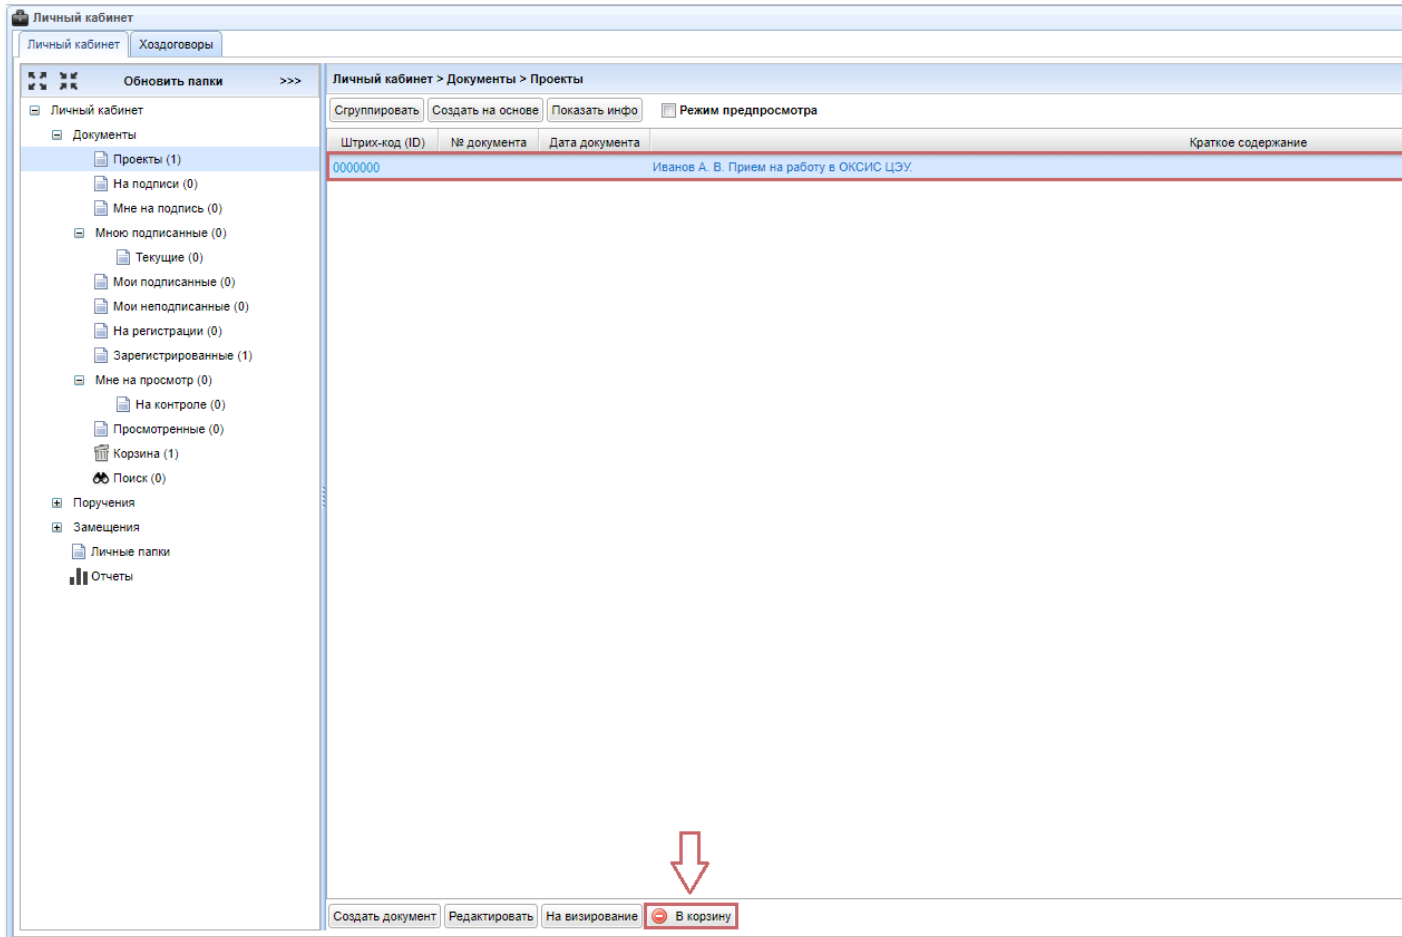 Личный кабинет
Личный кабинет Хоздоговоры
Обновить папки >>>
Личный кабинет
Документы
Проекты (1)
На подписи (0)
Мне на подпись (0)
Мною подписанные (0)
Текущие (0)
Мои подписанные (0)
Мои неподписанные (0)
На регистрации (0)
Зарегистрированные (1)
Мне на просмотр (0)
На контроле (0)
Просмотренные (0)
Корзина (1)
Поиск (0)
Поручения
Замещения
Личные папки
Отчеты
Личный кабинет > Документы > Проекты
Сгруппировать Создать на основе Показать инфо Режим предпросмотра
Штрих-код (ID) № документа Дата документа Краткое содержание
0000000 Иванов А. В. Прием на работу в ОКСИС ЦЭУ.
Создать документ Редактировать На визирование В корзину